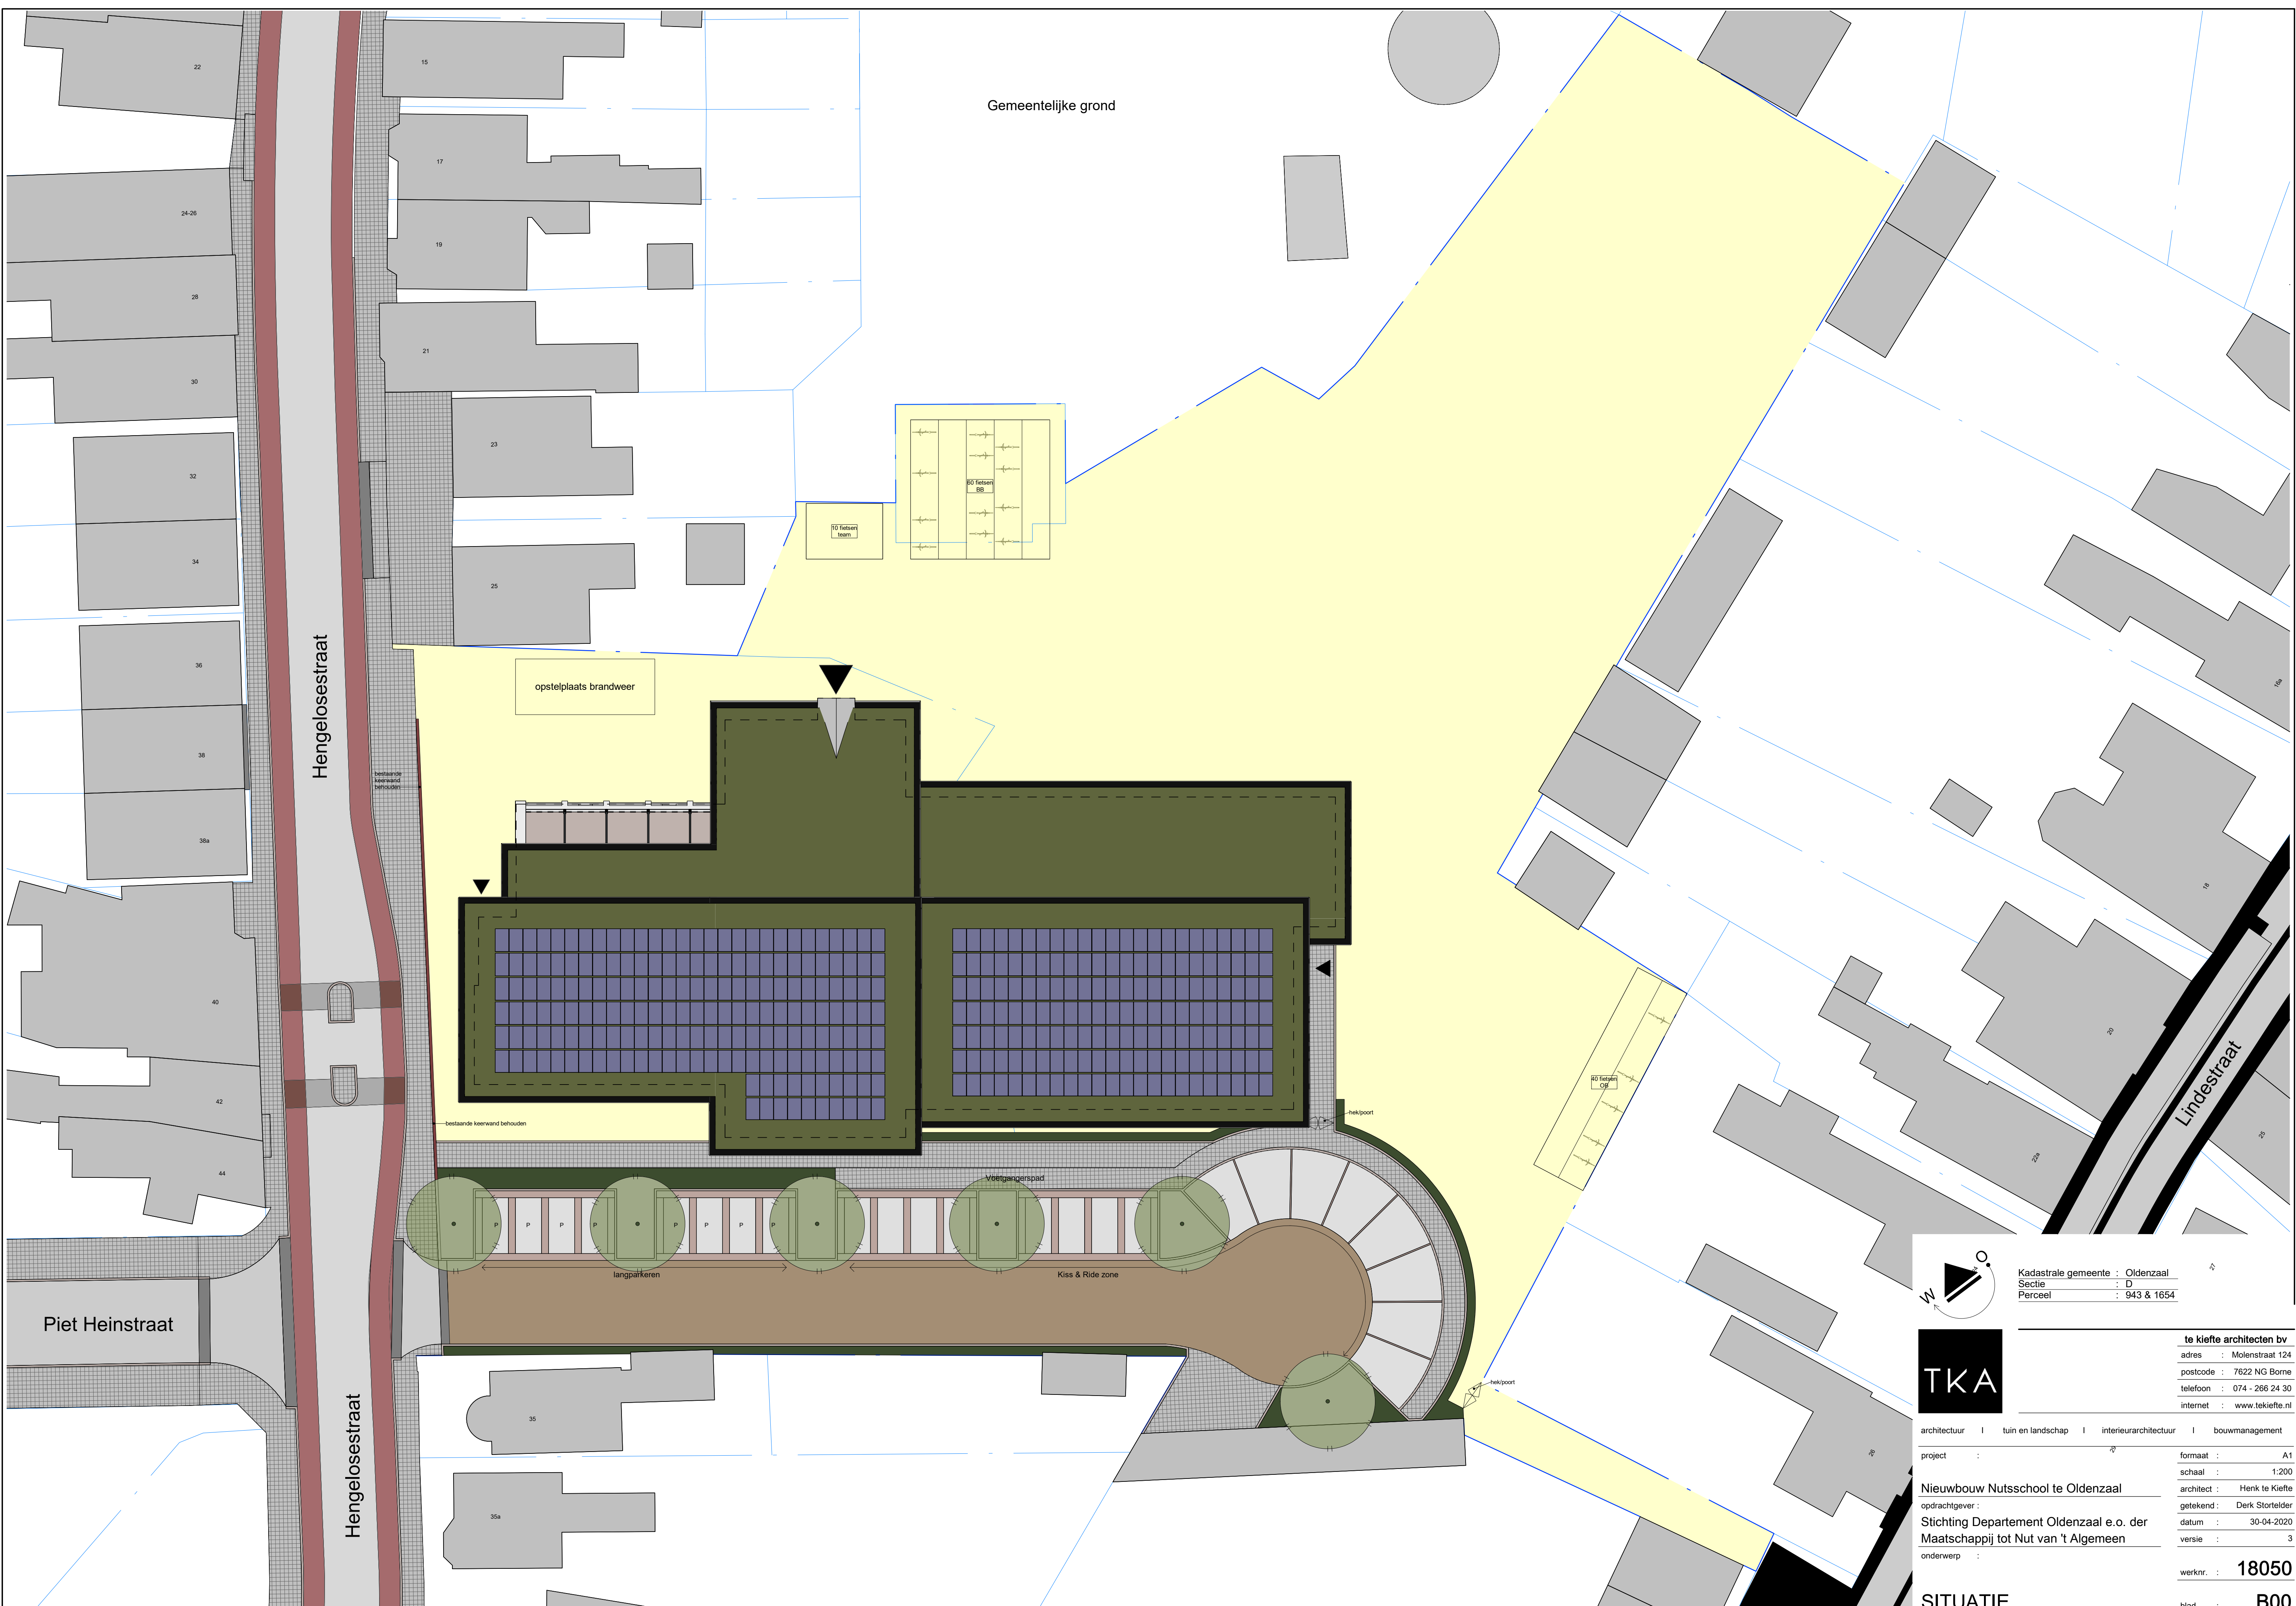 Gemeentelijke grond
22
15
17
24-26
19
28
21
30
23
32
60 fietsen
BB
10 fietsen
team
34
25
Hengelosestraat
36
opstelplaats brandweer
16a
38
bestaande
keerwand
behouden
38a
18
40
20
Lindestraat
40 fietsen
OB
42
bestaande keerwand behouden
hek/poort
25
22a
44
Voetgangerspad
P
P
P
P
P
P
P
P
langparkeren
Kiss & Ride zone
Piet Heinstraat
hek/poort
35
Hengelosestraat
35a
26
27
O
W
Kadastrale gemeente : Oldenzaal
Sectie : D
Perceel : 943 & 1654
TKA
te kiefte architecten bv
adres : Molenstraat 124
postcode : 7622 NG Borne
telefoon : 074 - 266 24 30
internet : www.tekiefte.nl
architectuur I tuin en landschap I interieurarchitectuur I bouwmanagement
project :
formaat : A1
schaal : 1:200
Nieuwbouw Nutsschool te Oldenzaal
architect : Henk te Kiefte
opdrachtgever :
getekend : Derk Stortelder
Stichting Departement Oldenzaal e.o. der
datum : 30-04-2020
Maatschappij tot Nut van 't Algemeen
versie : 3
onderwerp :
werknr. : 18050
SITUATIE
blad : B00